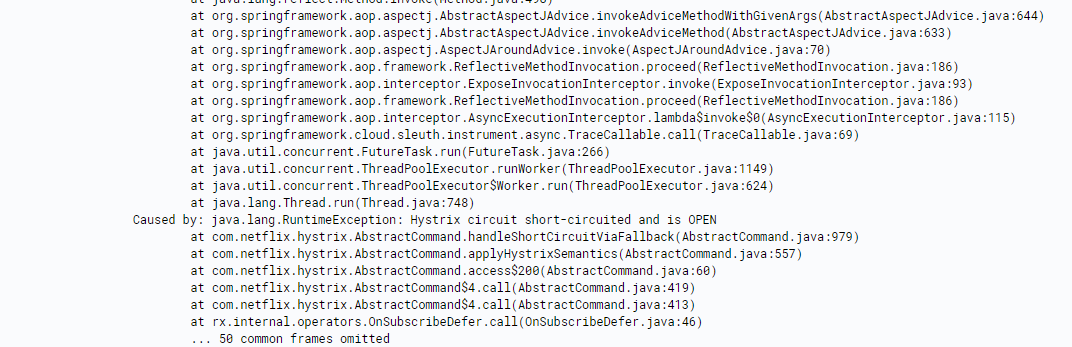 at java.lang.reflect.Method.invoke(Method.java:498)
at org.springframework.aop.aspectj.AbstractAspectJAdvice.invokeAdviceMethodWithGivenArgs(AbstractAspectJAdvice.java:644)
at org.springframework.aop.aspectj.AbstractAspectJAdvice.invokeAdviceMethod(AbstractAspectJAdvice.java:633)
at org.springframework.aop.aspectj.AspectJAroundAdvice.invoke(AspectJAroundAdvice.java:70)
at org.springframework.aop.framework.ReflectiveMethodInvocation.proceed(ReflectiveMethodInvocation.java:186)
at org.springframework.aop.interceptor.ExposeInvocationInterceptor.invoke(ExposeInvocationInterceptor.java:93)
at org.springframework.aop.framework.ReflectiveMethodInvocation.proceed(ReflectiveMethodInvocation.java:186)
at org.springframework.aop.interceptor.AsyncExecutionInterceptor.lambda$invoke$0(AsyncExecutionInterceptor.java:115)
at org.springframework.cloud.sleuth.instrument.async.TraceCallable.call(TraceCallable.java:69)
at java.util.concurrent.FutureTask.run(FutureTask.java:266)
at java.util.concurrent.ThreadPoolExecutor.runWorker(ThreadPoolExecutor.java:1149)
at java.util.concurrent.ThreadPoolExecutor$Worker.run(ThreadPoolExecutor.java:624)
at java.lang.Thread.run(Thread.java:748)
Caused by: java.lang.RuntimeException: Hystrix circuit short-circuited and is OPEN
at com.netflix.hystrix.AbstractCommand.handleShortCircuitViaFallback(AbstractCommand.java:979)
at com.netflix.hystrix.AbstractCommand.applyHystrixSemantics(AbstractCommand.java:557)
at com.netflix.hystrix.AbstractCommand.access$200(AbstractCommand.java:60)
at com.netflix.hystrix.AbstractCommand$4.call(AbstractCommand.java:419)
at com.netflix.hystrix.AbstractCommand$4.call(AbstractCommand.java:413)
at rx.internal.operators.OnSubscribeDefer.call(OnSubscribeDefer.java:46)
... 50 common frames omitted